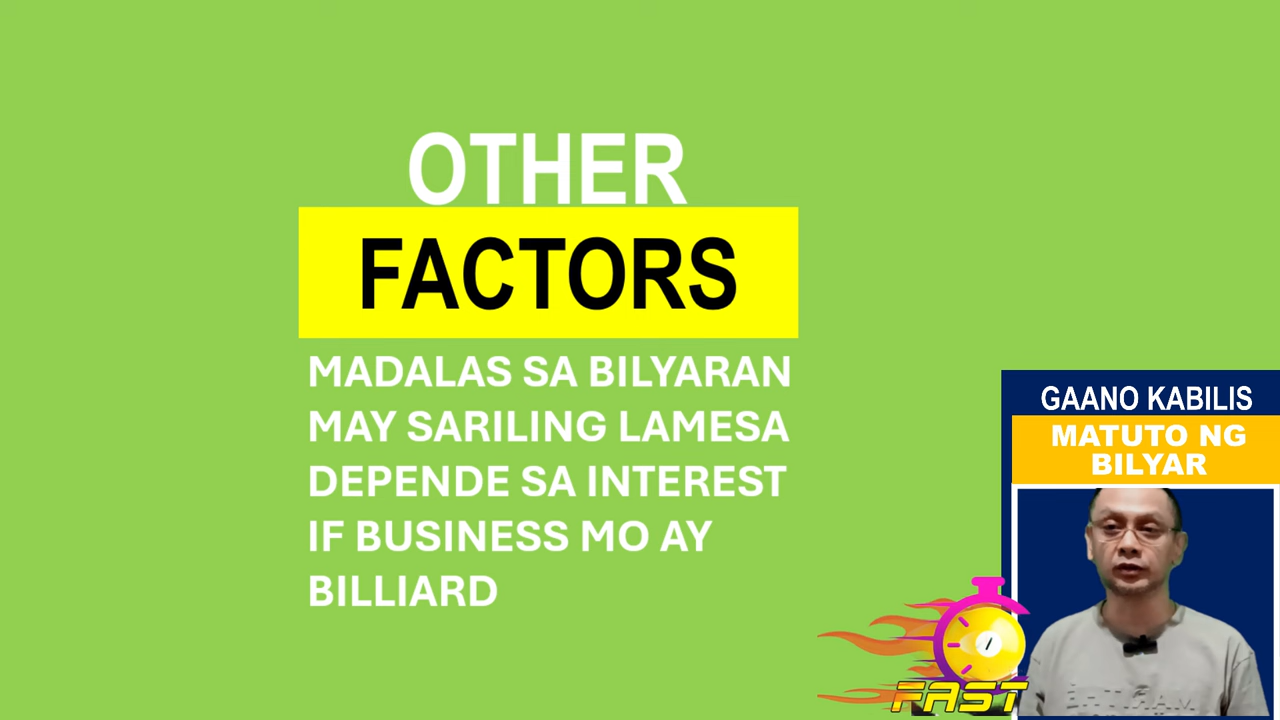 OTHER
FACTORS
MADALAS SA BILYARAN
MAY SARILING LAMESA
DEPENDE SA INTEREST
IF BUSINESS MO AY
BILLIARD
GAANO KABILIS
MATUTO NG
BILYAR
1
FAST